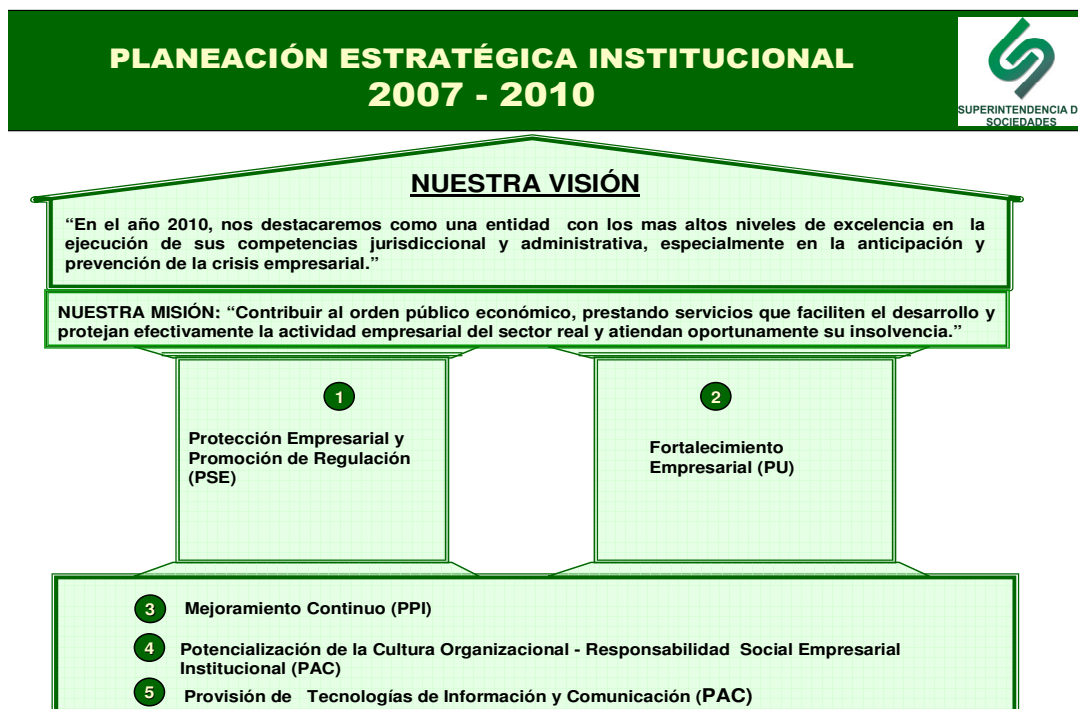 PLANEACIÓN ESTRATÉGICA INSTITUCIONAL
2007 - 2010
SUPERINTENDENCIA D
SOCIEDADES
NUESTRA VISIÓN
“En el año 2010, nos destacaremos como una entidad con los mas altos niveles de excelencia en la
ejecución de sus competencias jurisdiccional y administrativa, especialmente en la anticipación y
prevención de la crisis empresarial.”
NUESTRA MISIÓN: “Contribuir al orden público económico, prestando servicios que faciliten el desarrollo y
protejan efectivamente la actividad empresarial del sector real y atiendan oportunamente su insolvencia.”
1
Protección Empresarial y
Promoción de Regulación
(PSE)
2
Fortalecimiento
Empresarial (PU)
3 Mejoramiento Continuo (PPI)
4 Potencialización de la Cultura Organizacional - Responsabilidad Social Empresarial
Institucional (PAC)
5 Provisión de Tecnologías de Información y Comunicación (PAC)